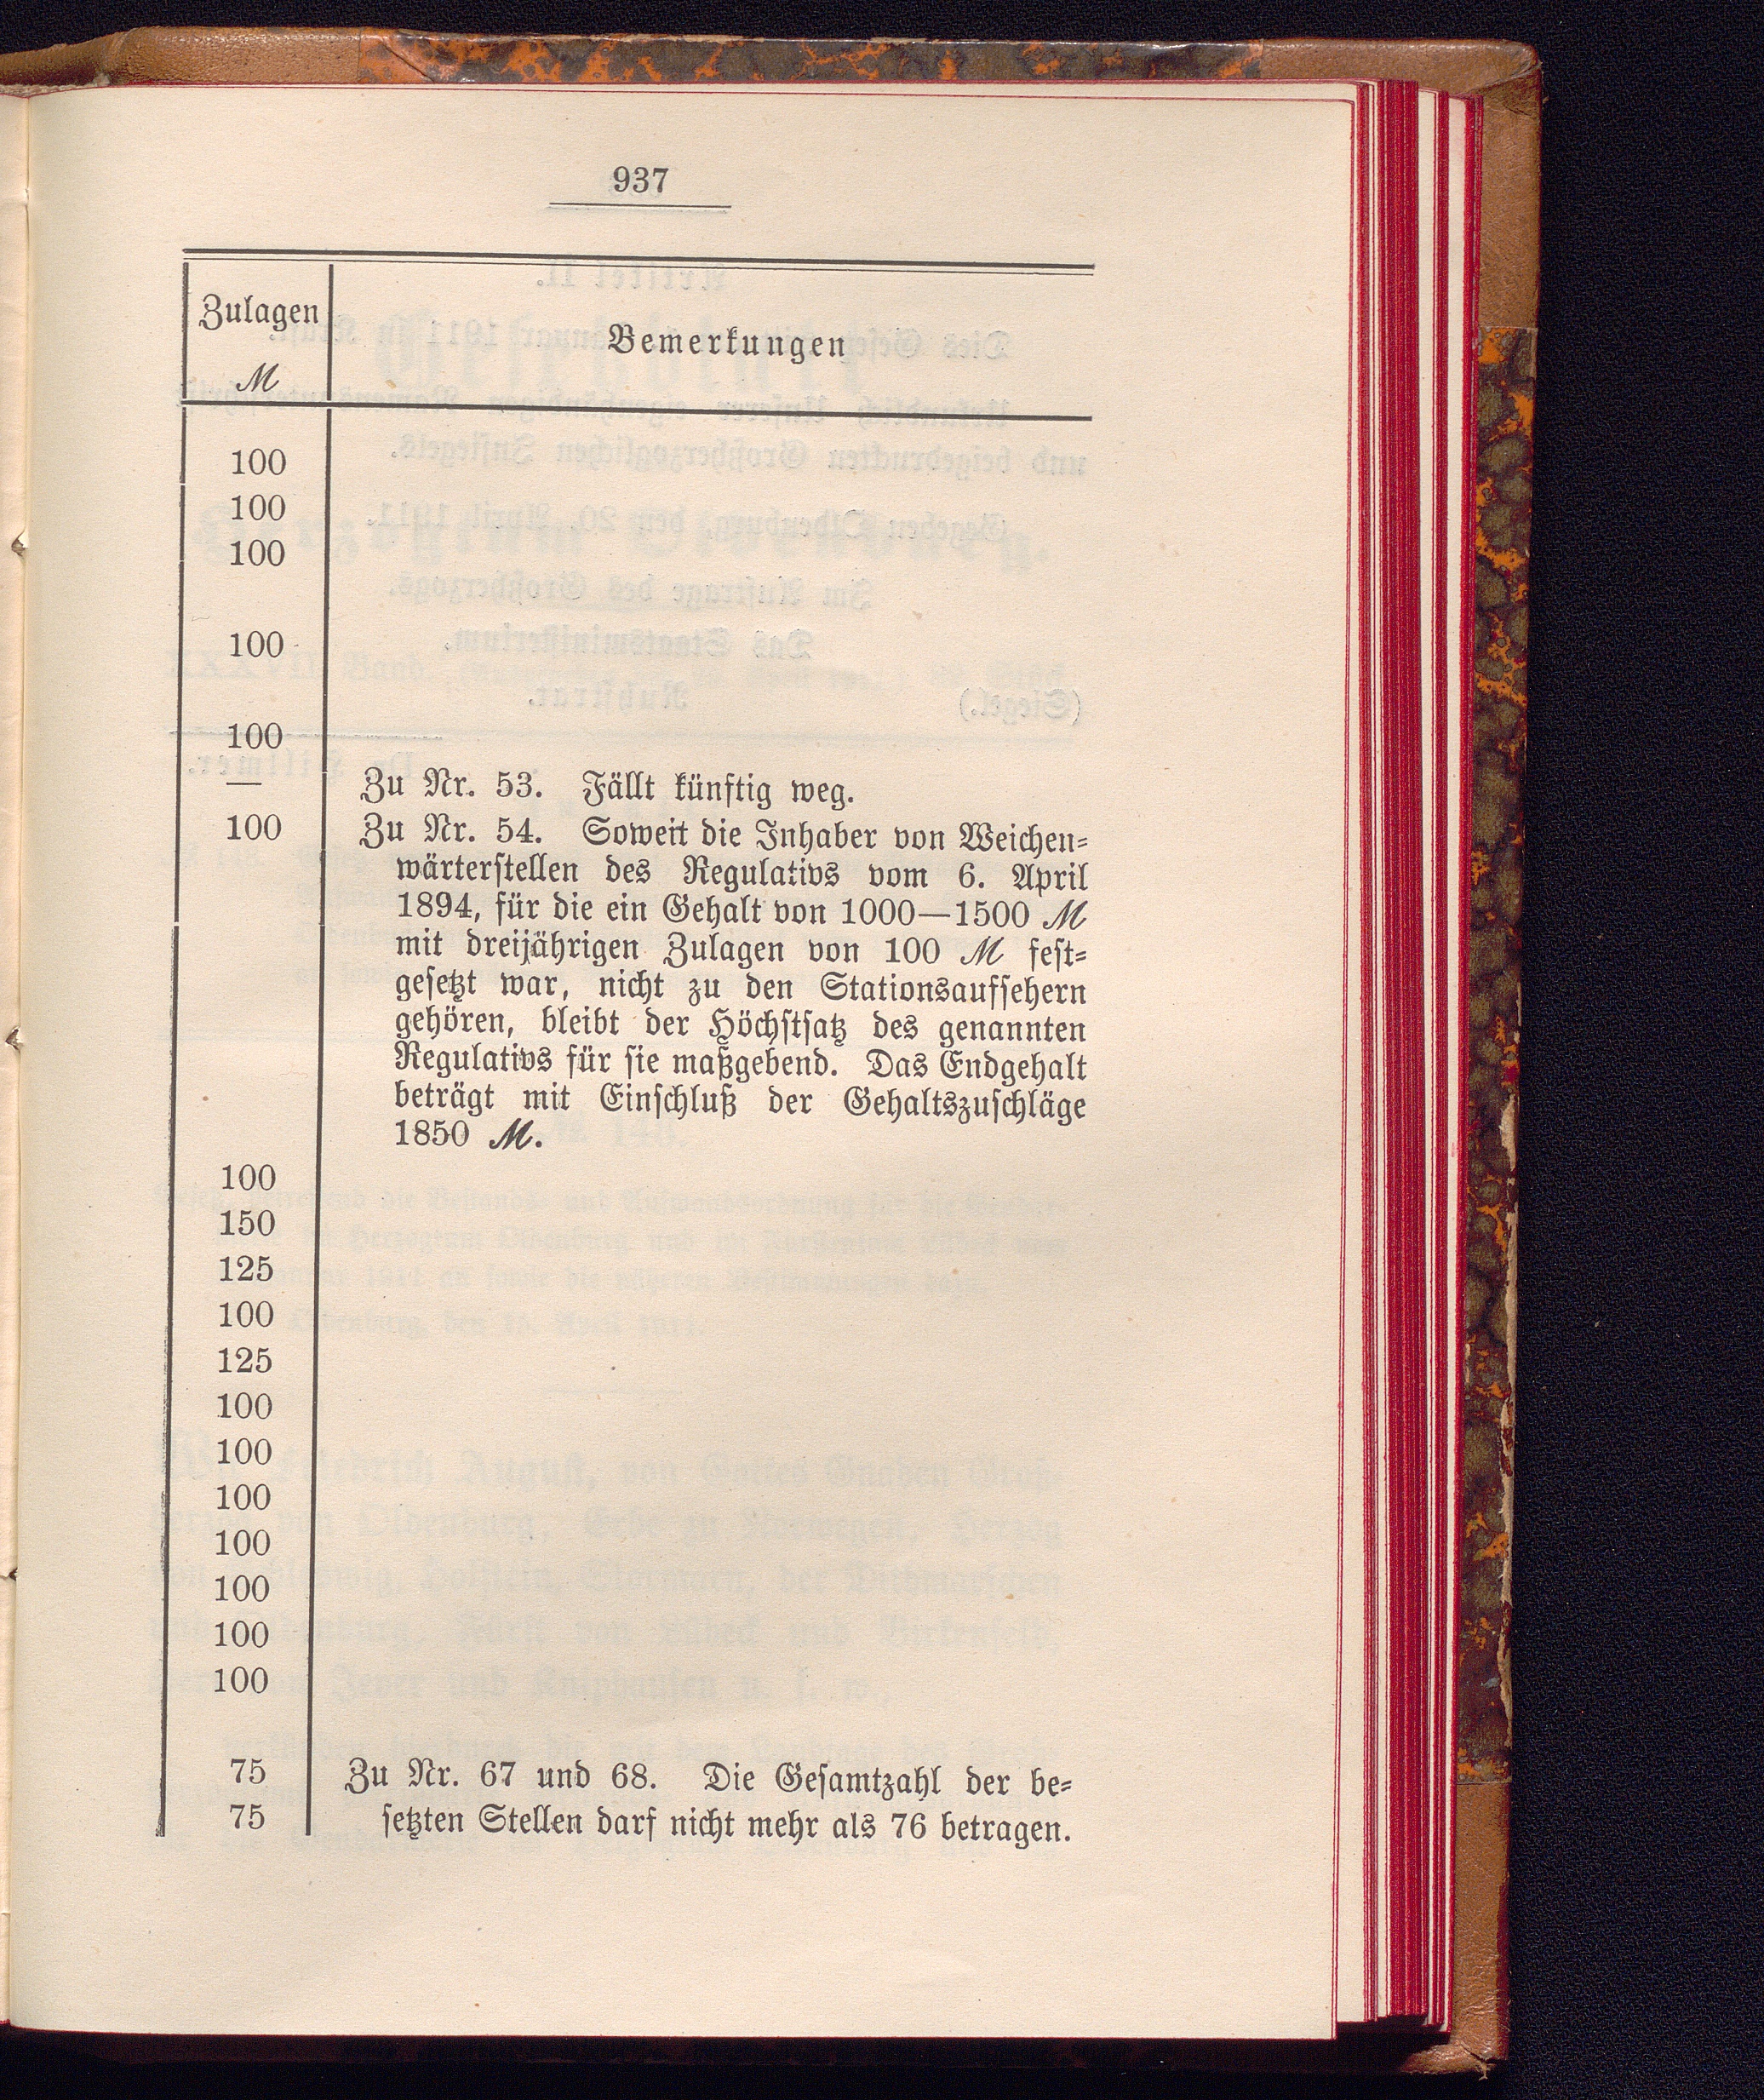 937
Zulagen
ℳ
Bemerkungen
100
100
100
100
100
— Zu Nr. 53. Fällt künftig weg.
100 Zu Nr. 54. Soweit die Inhaber von Weichen-
wärterstellen des Regulativs vom 6. April
1894, für die ein Gehalt von 1000—1500 ℳ
mit dreijährigen Zulagen von 100 ℳ fest-
gesetzt war, nicht zu den Stationsaufsehern
gehören, bleibt der Höchstsatz des genannten
Regulativs für sie maßgebend. Das Endgehalt
beträgt mit Einschluß der Gehaltszuschläge
1850 ℳ.
100
150
125
100
125
100
100
100
100
100
100
100
75 Zu Nr. 67 und 68. Die Gesamtzahl der be-
75 setzten Stellen darf nicht mehr als 76 betragen.